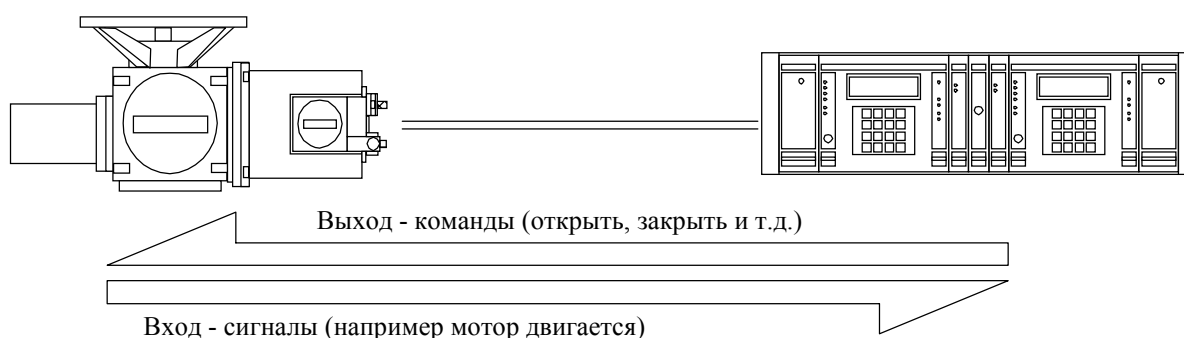 Выход - команды (открыть, закрыть и т.д.)
Вход - сигналы (например мотор двигается)